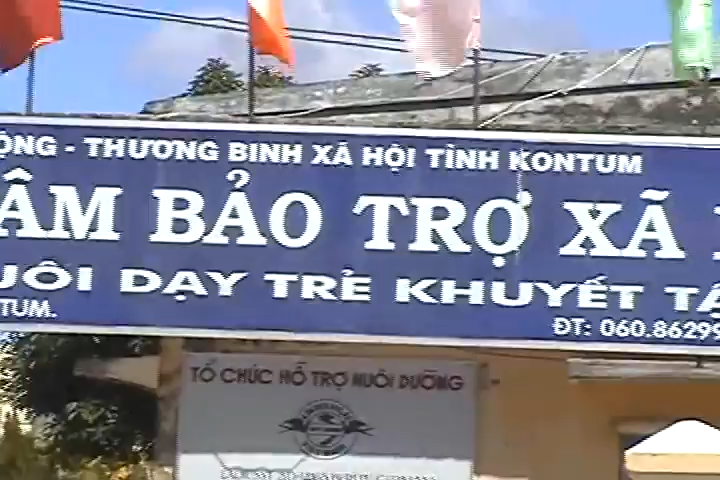 ỘNG - THƯƠNG BINH XÃ HỘI TỈNH KONTUM
ÂM BẢO TRỢ XÃ
UÔI DẠY TRẺ KHUYẾT TẬ
TUM.
ĐT: 060.86299
TỔ CHỨC HỖ TRỢ NUÔI DƯỠNG